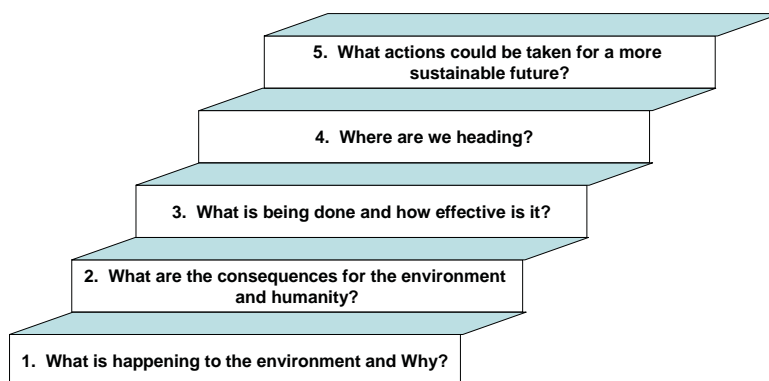 5. What actions could be taken for a more
sustainable future?
4. Where are we heading?
3. What is being done and how effective is it?
2. What are the consequences for the environment
and humanity?
1. What is happening to the environment and Why?